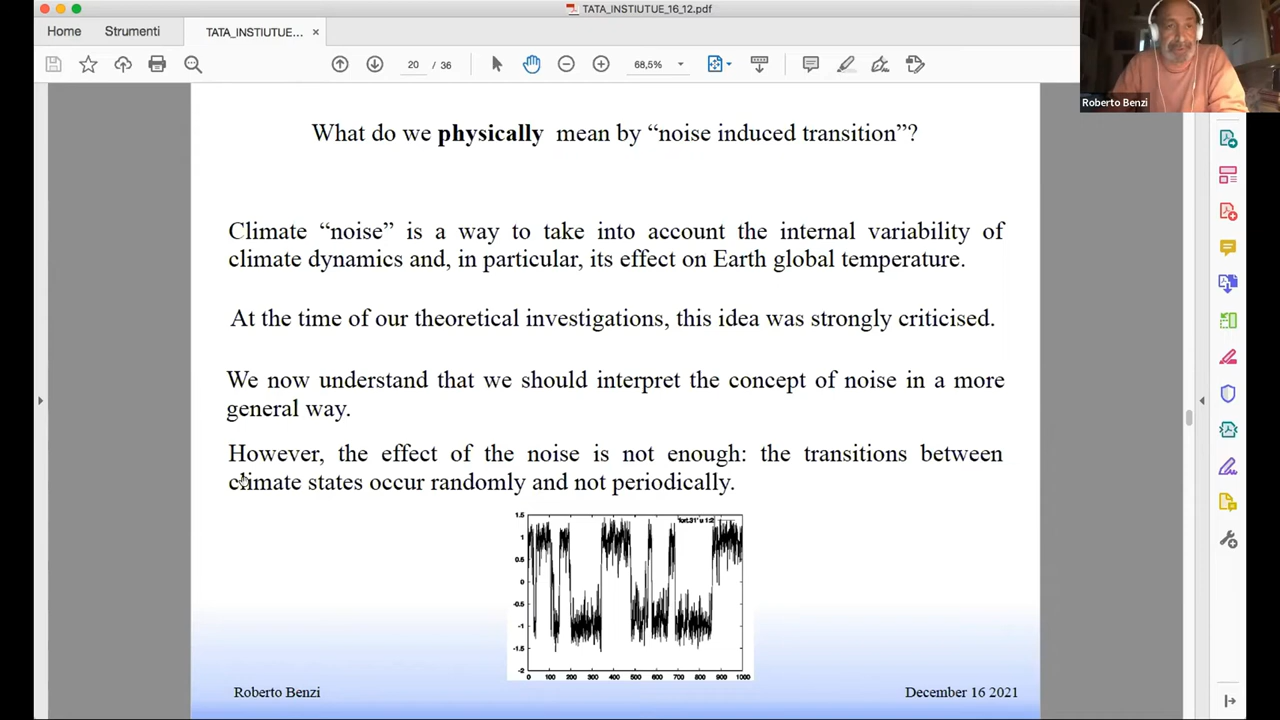 TATA_INSTIUTUE_16_12.pdf
Home
Strumenti
TATA_INSTIUTUE...
20 / 36
68,5%
Roberto Benzi
What do we physically mean by “noise induced transition”?
Climate “noise” is a way to take into account the internal variability of
climate dynamics and, in particular, its effect on Earth global temperature.
At the time of our theoretical investigations, this idea was strongly criticised.
We now understand that we should interpret the concept of noise in a more
general way.
However, the effect of the noise is not enough: the transitions between
climate states occur randomly and not periodically.
1.5
1
0.5
0
-0.5
-1
-1.5
-2
0 100 200 300 400 500 600 700 800 900 1000
Roberto Benzi
December 16 2021